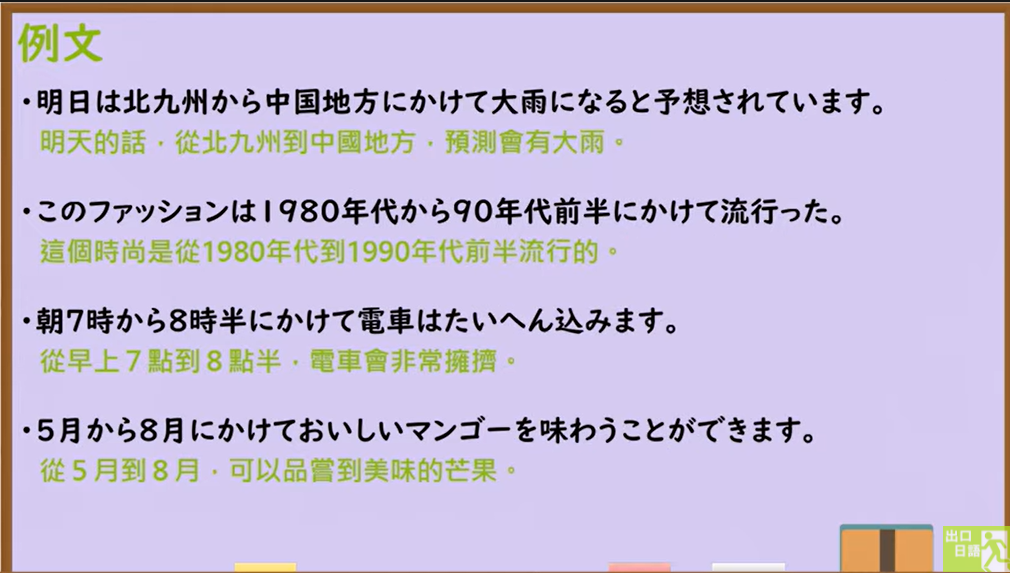 例文
・明日は北九州から中国地方にかけて大雨になると予想されています。
明天的話，從北九州到中國地方，預測會有大雨。
・このファッションは1980年代から90年代前半にかけて流行った。
這個時尚是從1980年代到1990年代前半流行的。
・朝7時から8時半にかけて電車はたいへん込みます。
從早上７點到８點半，電車會非常擁擠。
・5月から8月にかけておいしいマンゴーを味わうことができます。
從５月到８月，可以品嘗到美味的芒果。
出口
日語